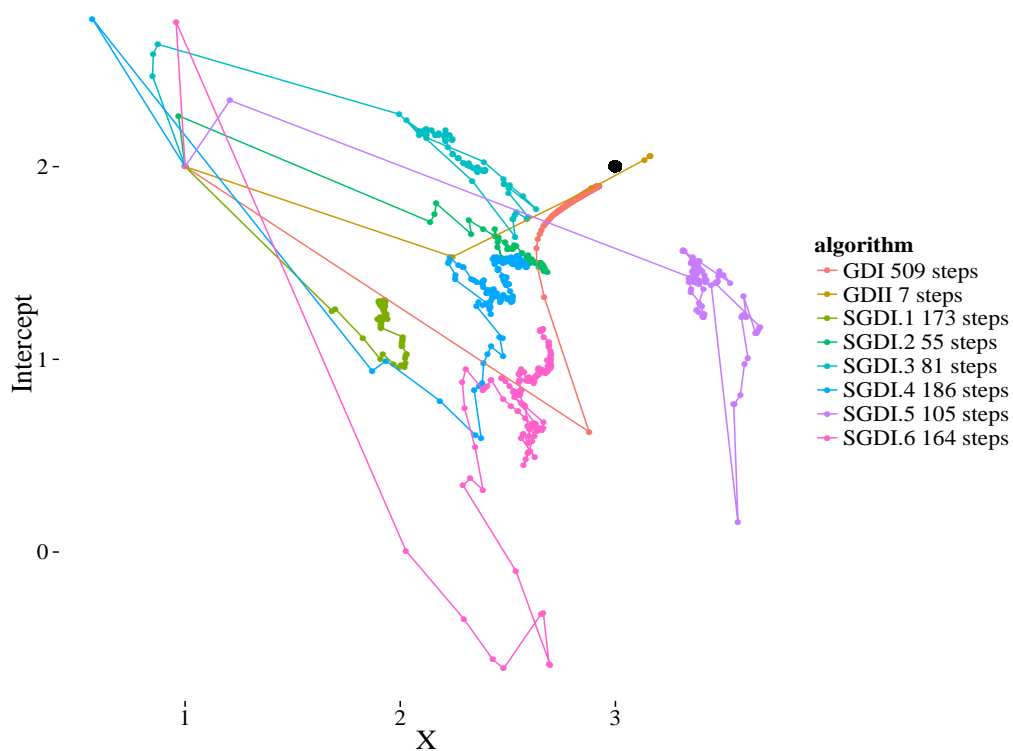 2
1
0
Intercept
1
2
3
X
algorithm
GDI 509 steps
GDII 7 steps
SGDI.1 173 steps
SGDI.2 55 steps
SGDI.3 81 steps
SGDI.4 186 steps
SGDI.5 105 steps
SGDI.6 164 steps